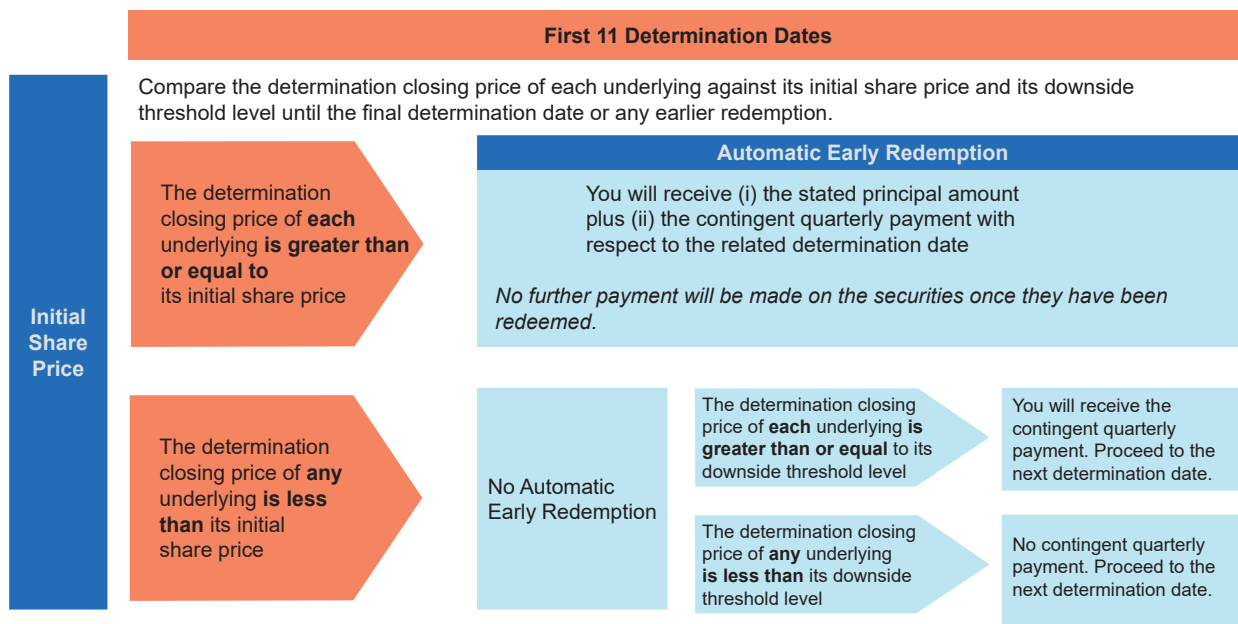 First 11 Determination Dates
Compare the determination closing price of each underlying against its initial share price and its downside
threshold level until the final determination date or any earlier redemption.
Initial
Share
Price
The determination
closing price of each
underlying is greater than
or equal to
its initial share price
Automatic Early Redemption
You will receive (i) the stated principal amount
plus (ii) the contingent quarterly payment with
respect to the related determination date
No further payment will be made on the securities once they have been
redeemed.
The determination
closing price of any
underlying is less
than its initial
share price
No Automatic
Early Redemption
The determination closing
price of each underlying is
greater than or equal to its
downside threshold level
You will receive the
contingent quarterly
payment. Proceed to the
next determination date.
The determination closing
price of any underlying
is less than its downside
threshold level
No contingent quarterly
payment. Proceed to the
next determination date.